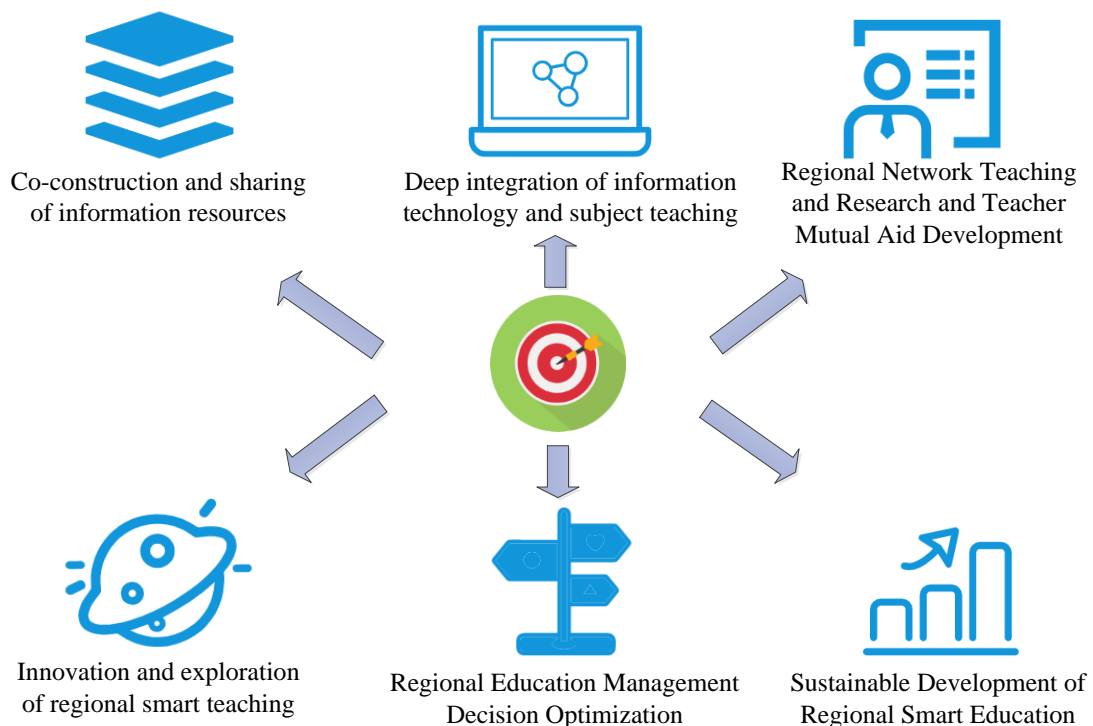 Co-construction and sharing
of information resources
Deep integration of information
technology and subject teaching
Regional Network Teaching
and Research and Teacher
Mutual Aid Development
Innovation and exploration
of regional smart teaching
Regional Education Management
Decision Optimization
Sustainable Development of
Regional Smart Education